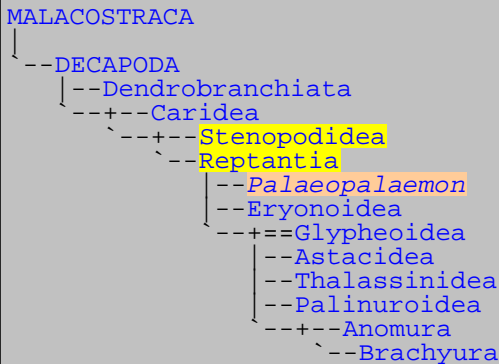 MALACOSTRACA
|
`--DECAPODA
   |--Dendrobranchiata
   `--+--Caridea
      `--+--Stenopodidea
         `--Reptantia
            |--Palaeopalaemon
            |--Eryonoidea
            `--+==Glypheoidea
               |--Astacidea
               |--Thalassinidea
               |--Palinuroidea
               `--+--Anomura
                  `--Brachyura